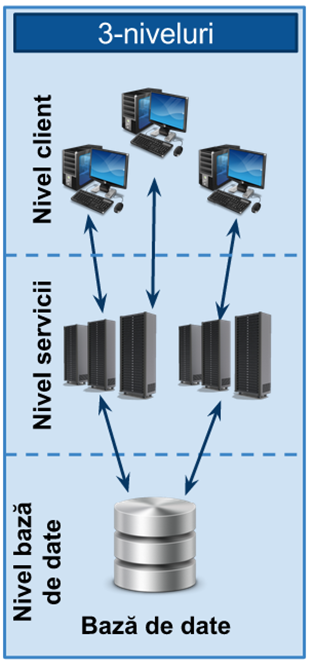 3-niveluri
Nivel client
Nivel servicii
Nivel bază
de date
Bază de date